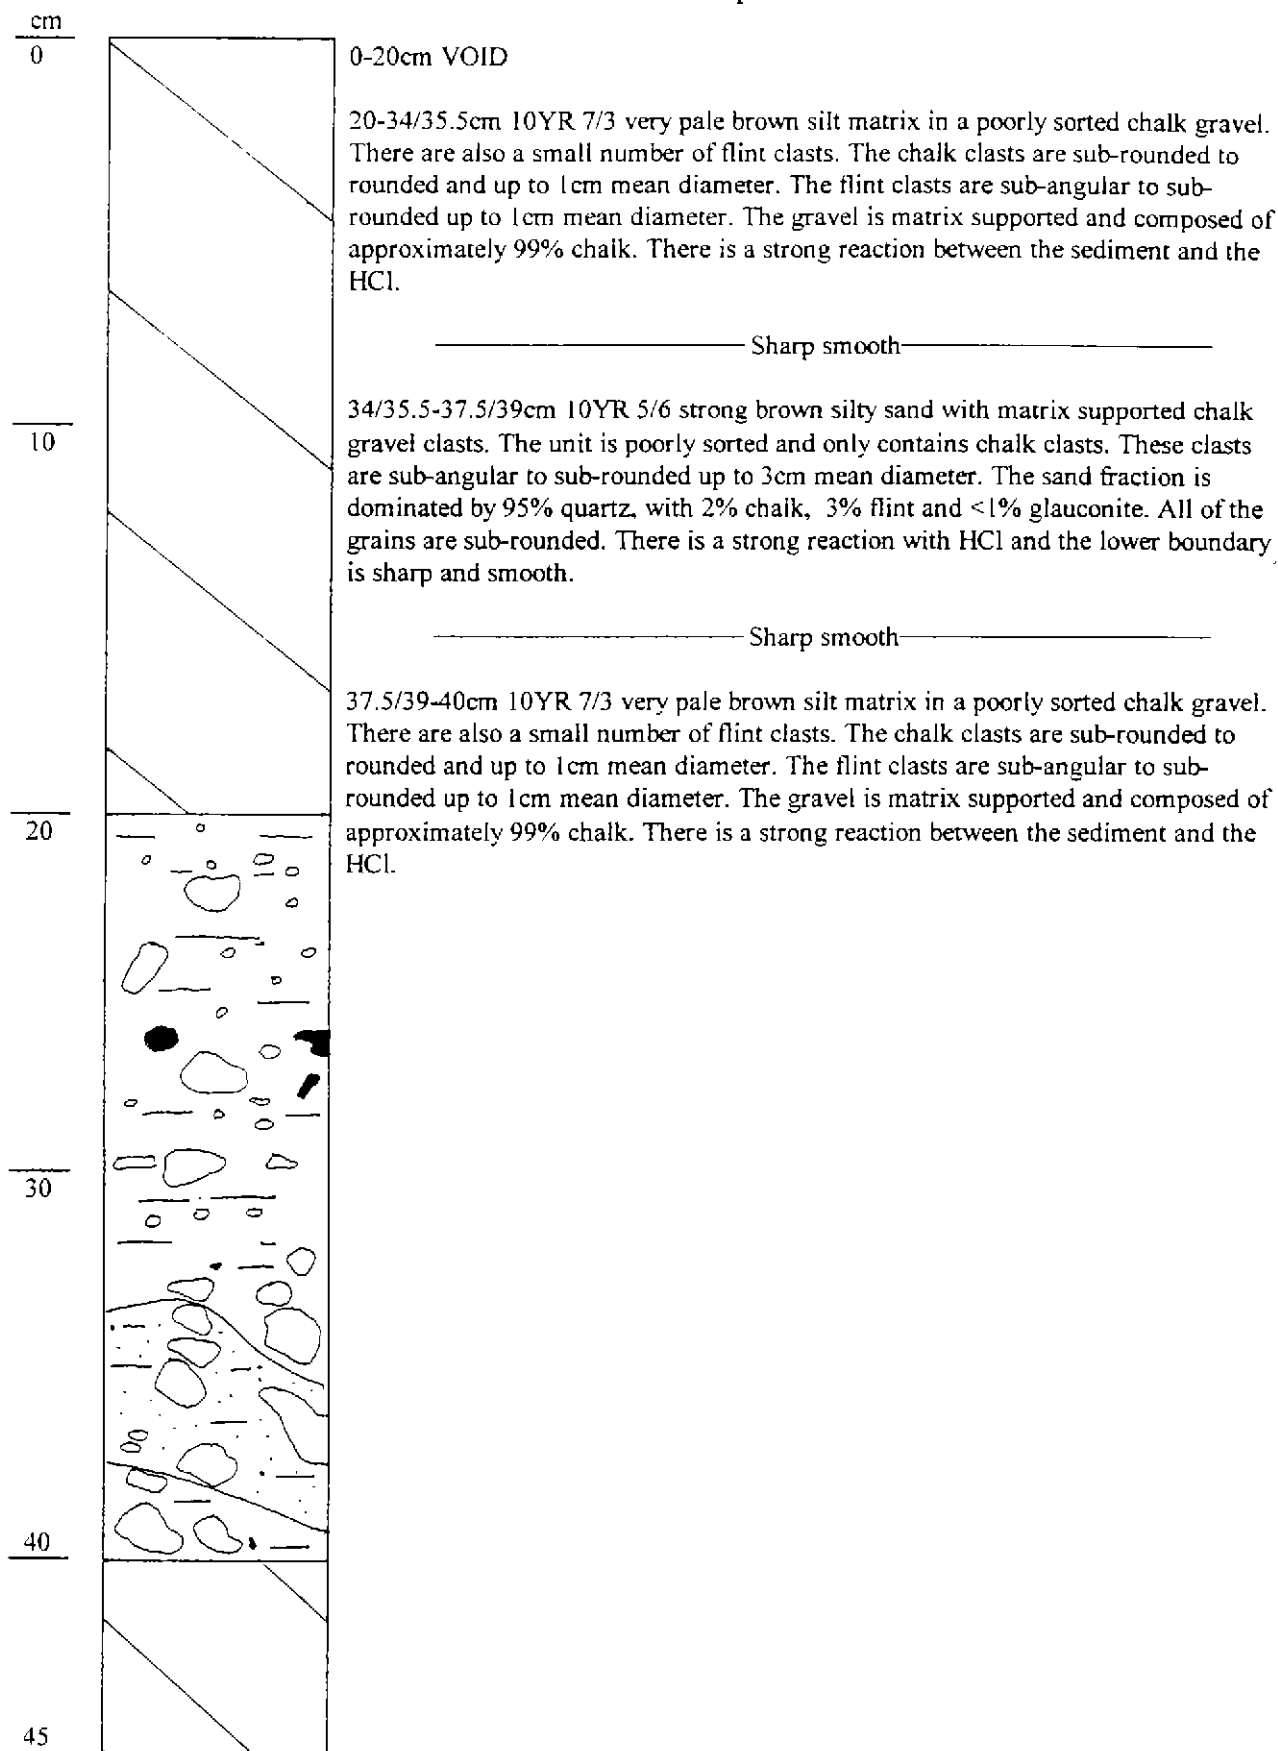 cm
0
0-20cm VOID
20-34/35.5cm 10YR 7/3 very pale brown silt matrix in a poorly sorted chalk gravel.
There are also a small number of flint clasts. The chalk clasts are sub-rounded to
rounded and up to 1cm mean diameter. The flint clasts are sub-angular to sub-
rounded up to 1cm mean diameter. The gravel is matrix supported and composed of
approximately 99% chalk. There is a strong reaction between the sediment and the
HCl.
Sharp smooth
34/35.5-37.5/39cm 10YR 5/6 strong brown silty sand with matrix supported chalk
10
gravel clasts. The unit is poorly sorted and only contains chalk clasts. These clasts
are sub-angular to sub-rounded up to 3cm mean diameter. The sand fraction is
dominated by 95% quartz, with 2% chalk, 3% flint and <1% glauconite. All of the
grains are sub-rounded. There is a strong reaction with HCl and the lower boundary
is sharp and smooth.
Sharp smooth
37.5/39-40cm 10YR 7/3 very pale brown silt matrix in a poorly sorted chalk gravel.
There are also a small number of flint clasts. The chalk clasts are sub-rounded to
rounded and up to 1cm mean diameter. The flint clasts are sub-angular to sub-
rounded up to 1cm mean diameter. The gravel is matrix supported and composed of
20
approximately 99% chalk. There is a strong reaction between the sediment and the
HCl.
30
40
45